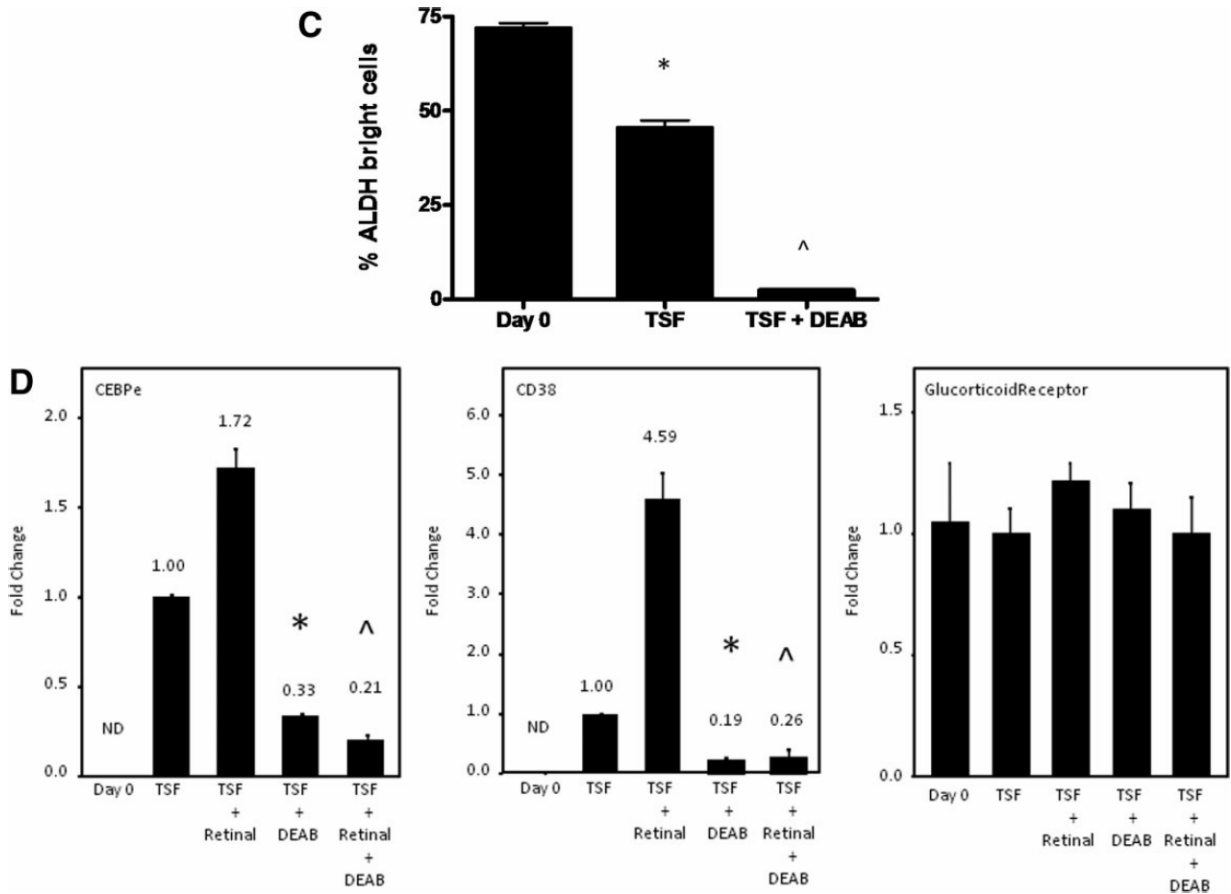 C
% ALDH bright cells
75
50
25
0
*
^
Day 0 TSF TSF + DEAB
D
CEBPe
Fold Change
2.0
1.5
1.0
0.5
0.0
ND
1.00
1.72
*
0.33
^
0.21
Day 0 TSF TSF TSF TSF
+ + +
Retinal DEAB Retinal
+
DEAB
CD38
Fold Change
6.0
5.0
4.0
3.0
2.0
1.0
0.0
ND
1.00
4.59
*
0.19
^
0.26
Day 0 TSF TSF TSF TSF
+ + +
Retinal DEAB Retinal
+
DEAB
GlucorticoidReceptor
Fold Change
1.5
1.0
0.5
0.0
Day 0 TSF TSF TSF TSF
+ + +
Retinal DEAB Retinal
+
DEAB